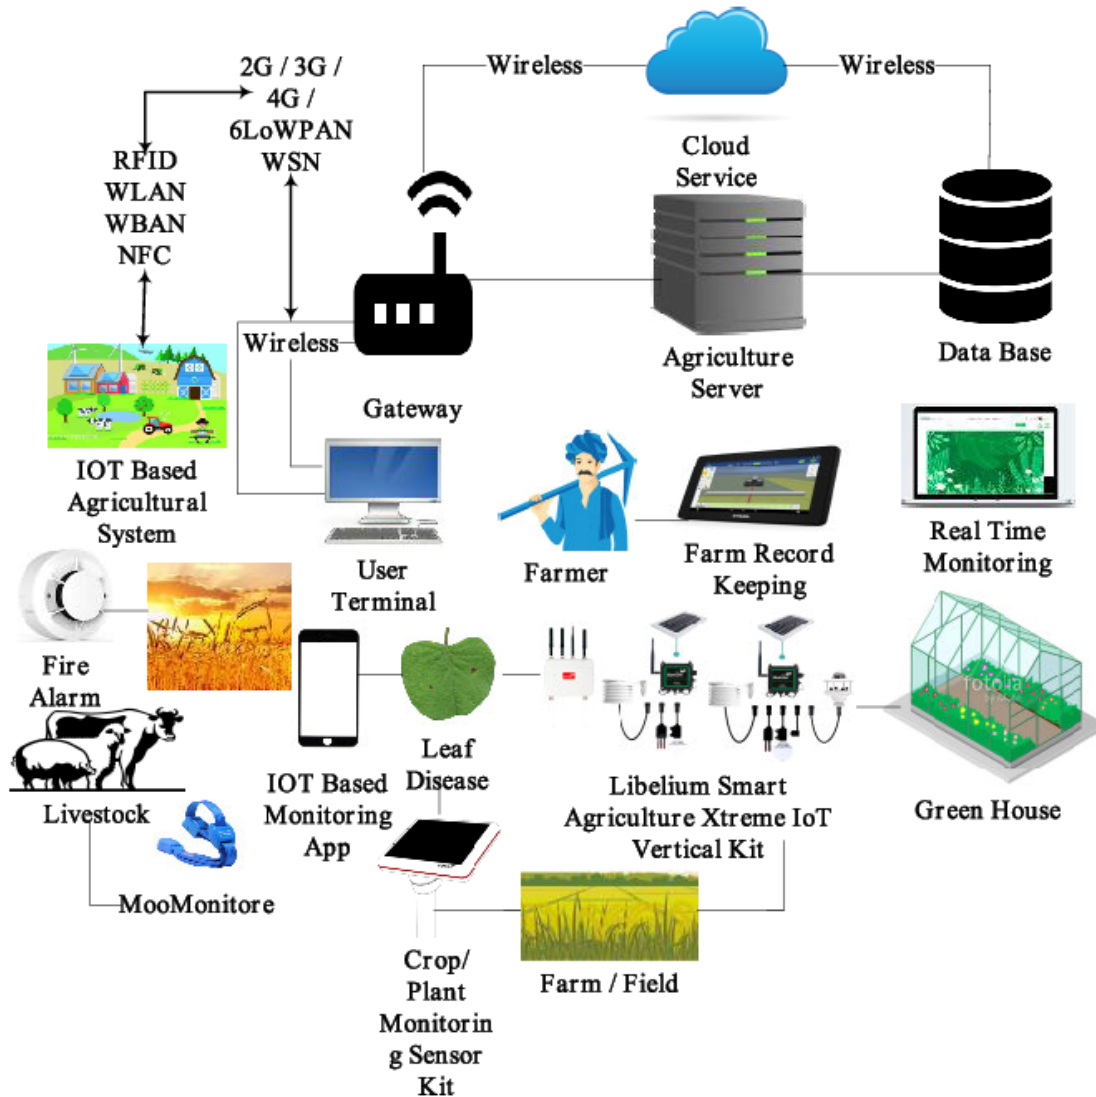 2G / 3G /
4G /
6LoWPAN
WSN
Wireless
Wireless
RFID
WLAN
WBAN
NFC
Cloud
Service
Wireless
Gateway
Agriculture
Server
Data Base
IOT Based
Agricultural
System
User
Terminal
Farmer
Farm Record
Keeping
Real Time
Monitoring
Fire
Alarm
Livestock
MooMonitore
IOT Based
Monitoring
App
Leaf
Disease
Libelium Smart
Agriculture Xtreme IoT
Vertical Kit
Fotolia
Green House
Crop/
Plant
Monitorin
g Sensor
Kit
Farm / Field